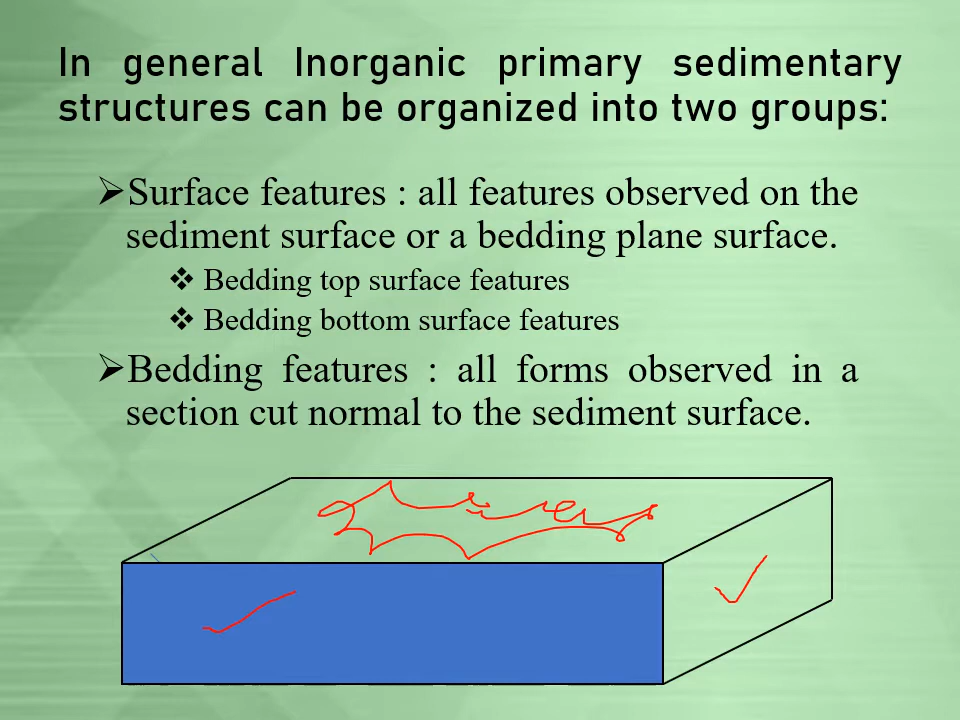 In general Inorganic primary sedimentary
structures can be organized into two groups:
➢Surface features : all features observed on the
sediment surface or a bedding plane surface.
❖ Bedding top surface features
❖ Bedding bottom surface features
➢Bedding features : all forms observed in a
section cut normal to the sediment surface.